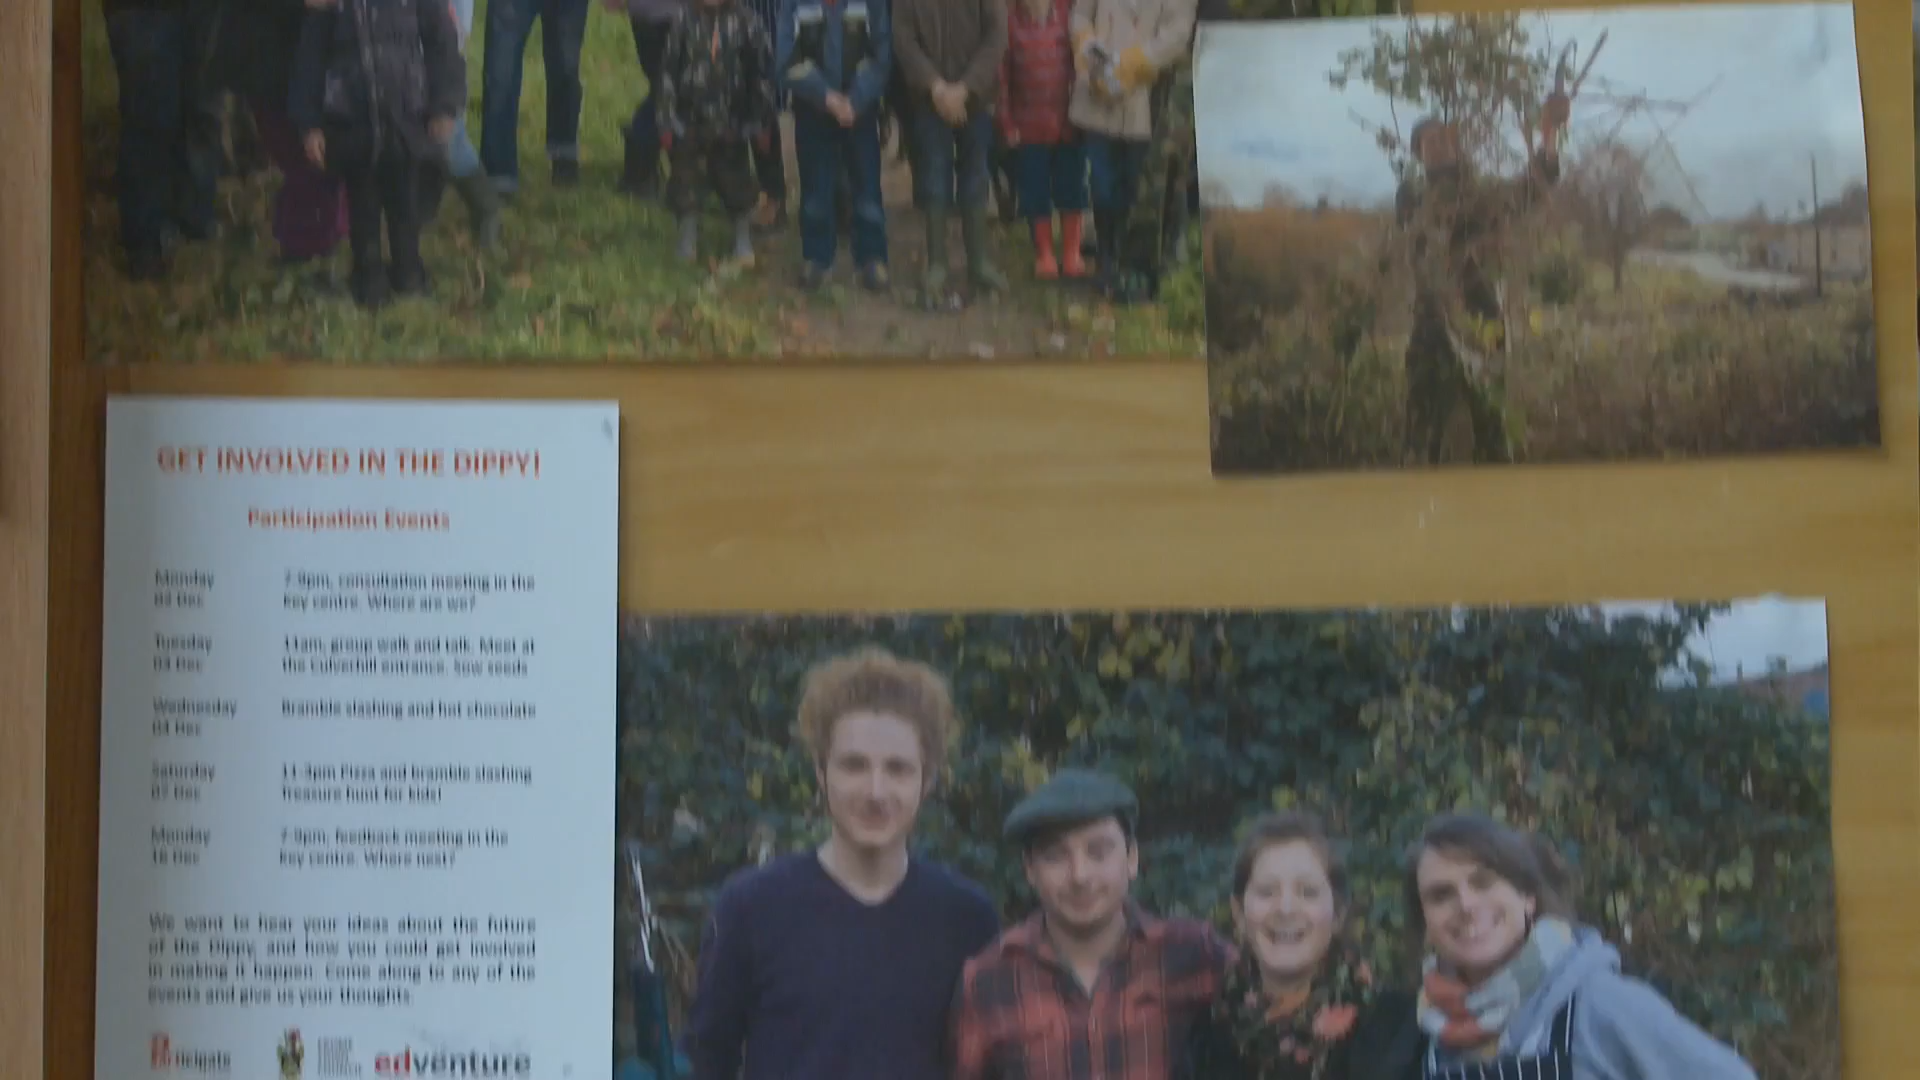 GET INVOLVED IN THE DIPPY!
Participation Events
Monday 7-9pm, consultation meeting in the
02 Dec key centre. Where are we?
Tuesday 11am, group walk and talk. Meet at
03 Dec the Culverhill entrance. Sow seeds
Wednesday Bramble slashing and hot chocolate
04 Dec
Saturday 11-3pm Pizza and bramble slashing
07 Dec Treasure hunt for kids!
Monday 7-9pm, feedback meeting in the
16 Dec key centre. Where next?
We want to hear your ideas about the future
of the Dippy, and how you could get involved
in making it happen. Come along to any of the
events and give us your thoughts.
Participate
edventure